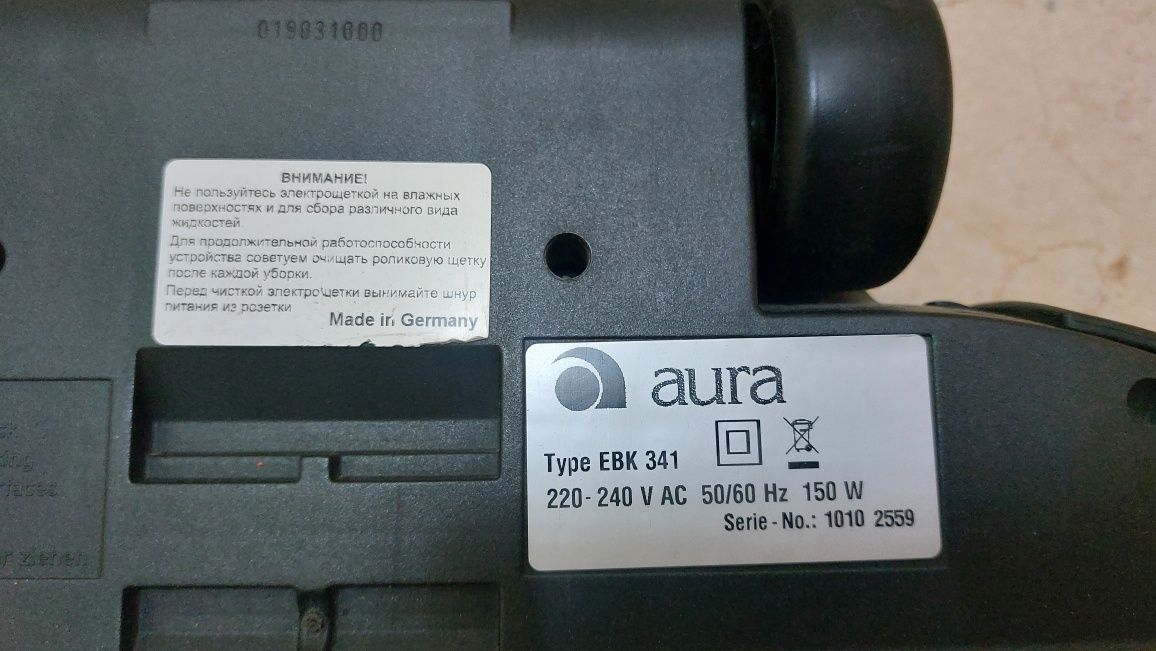 019031000
ВНИМАНИЕ!
Не пользуйтесь электрощеткой на влажных
поверхностях и для сбора различного вида
жидкостей.
Для продолжительной работоспособности
устройства советуем очищать роликовую щетку
после каждой уборки.
Перед чисткой электрощетки вынимайте шнур
питания из розетки
Made in Germany
aura
Type EBK 341
220-240 V AC 50/60 Hz 150 W
Serie-No.: 1010 2559
ziehen